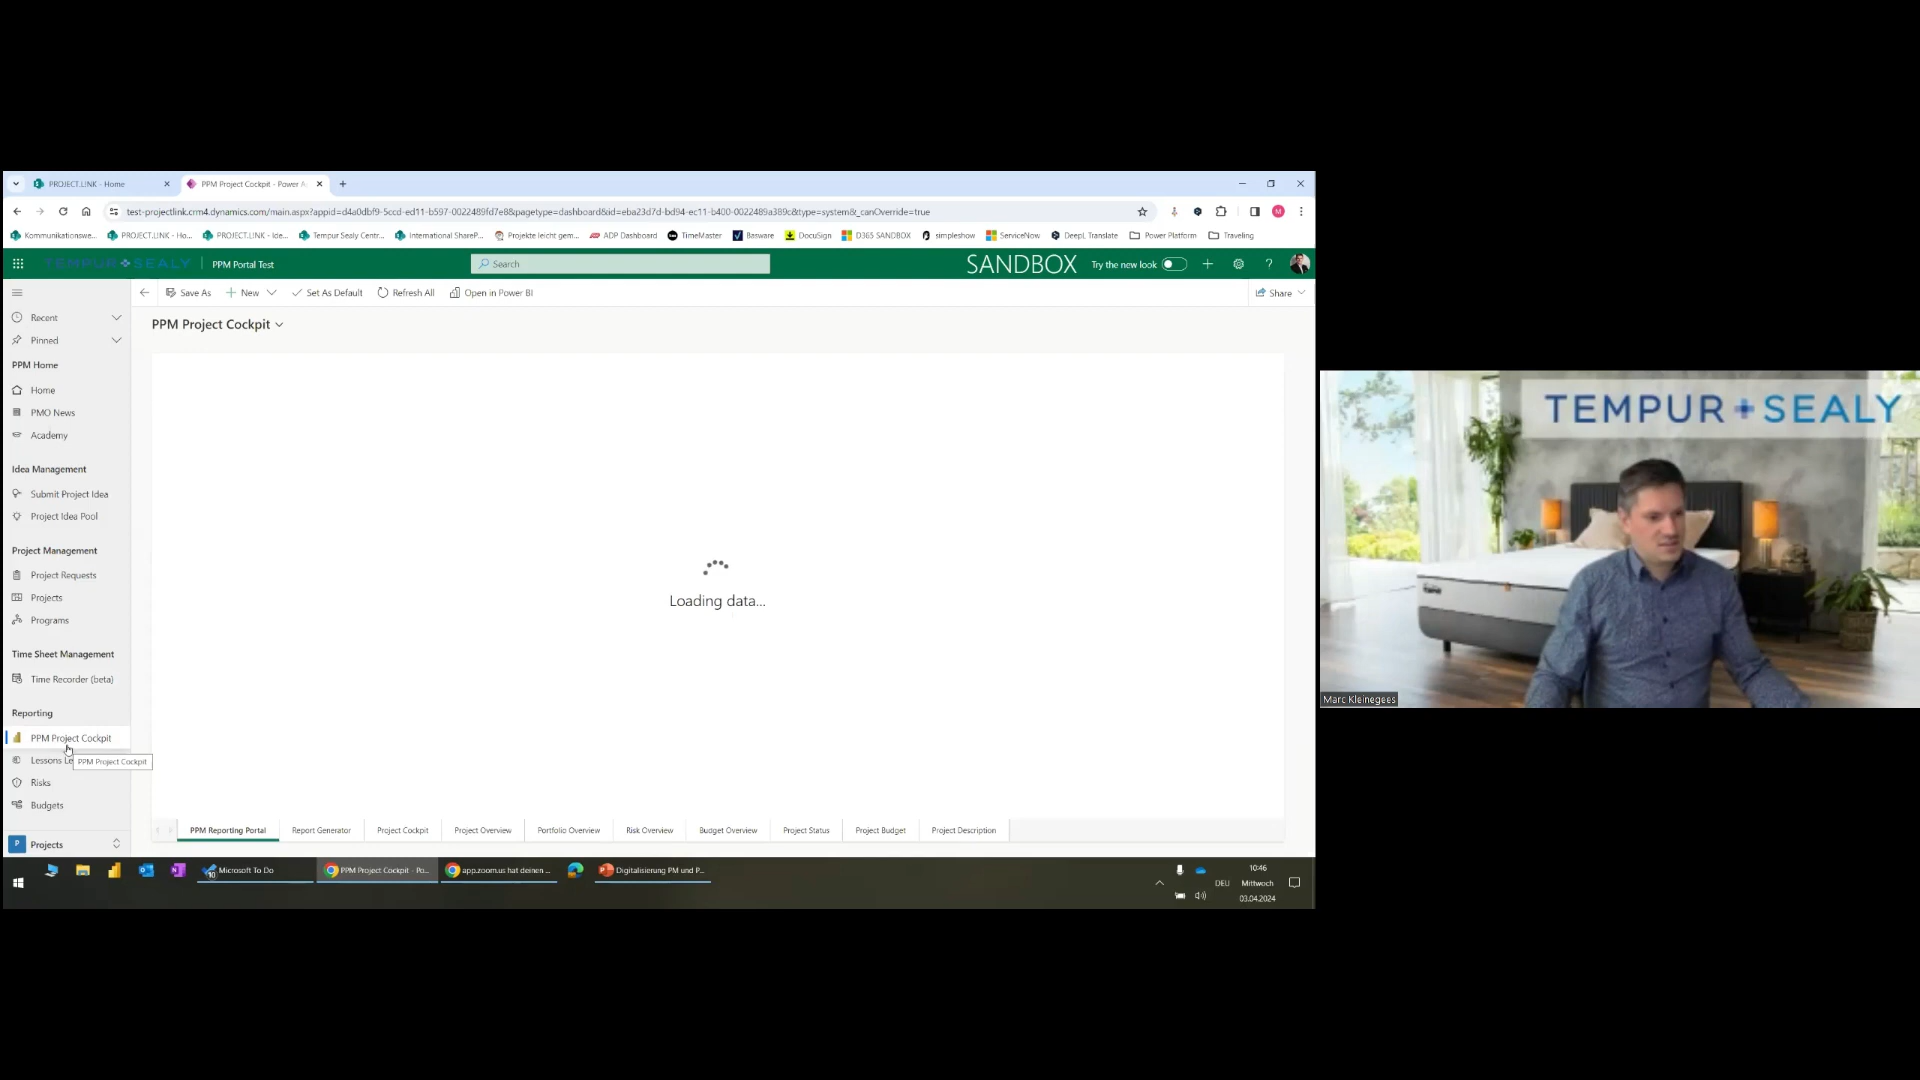 PROJECT.LINK - Home
PPM Project Cockpit - Power A
test-projectlink.crm4.dynamics.com/main.aspx?appid=d4a0dbf9-5ccd-ed11-b597-0022489fd7e8&pagetype=dashboard&id=eba23d7d-bd94-ec11-b400-0022489a389c&type=system&_canOverride=true
Kommunikationswe... PROJECT.LINK - Ho... PROJECT.LINK - Ide... Tempur Sealy Centr... International ShareP... Projekte leicht gem... ADP Dashboard TimeMaster Basware DocuSign D365 SANDBOX simpleshow ServiceNow DeepL Translate Power Platform Traveling
TEMPUR SEALY PPM Portal Test Search SANDBOX Try the new look
Save As New Set As Default Refresh All Open in Power BI Share
Recent
Pinned
PPM Home
Home
PMO News
Academy
Idea Management
Submit Project Idea
Project Idea Pool
Project Management
Project Requests
Projects
Programs
Time Sheet Management
Time Recorder (beta)
Reporting
PPM Project Cockpit
Lessons Le
PPM Project Cockpit
Risks
Budgets
P Projects
PPM Project Cockpit
Loading data...
PPM Reporting Portal Report Generator Project Cockpit Project Overview Portfolio Overview Risk Overview Budget Overview Project Status Project Budget Project Description
Microsoft To Do
PPM Project Cockpit - Po...
app.zoom.us hat deinen ...
Digitalisierung PM und P...
DEU
10:46
Mittwoch
03.04.2024
TEMPUR SEALY
Marc Kleinegees